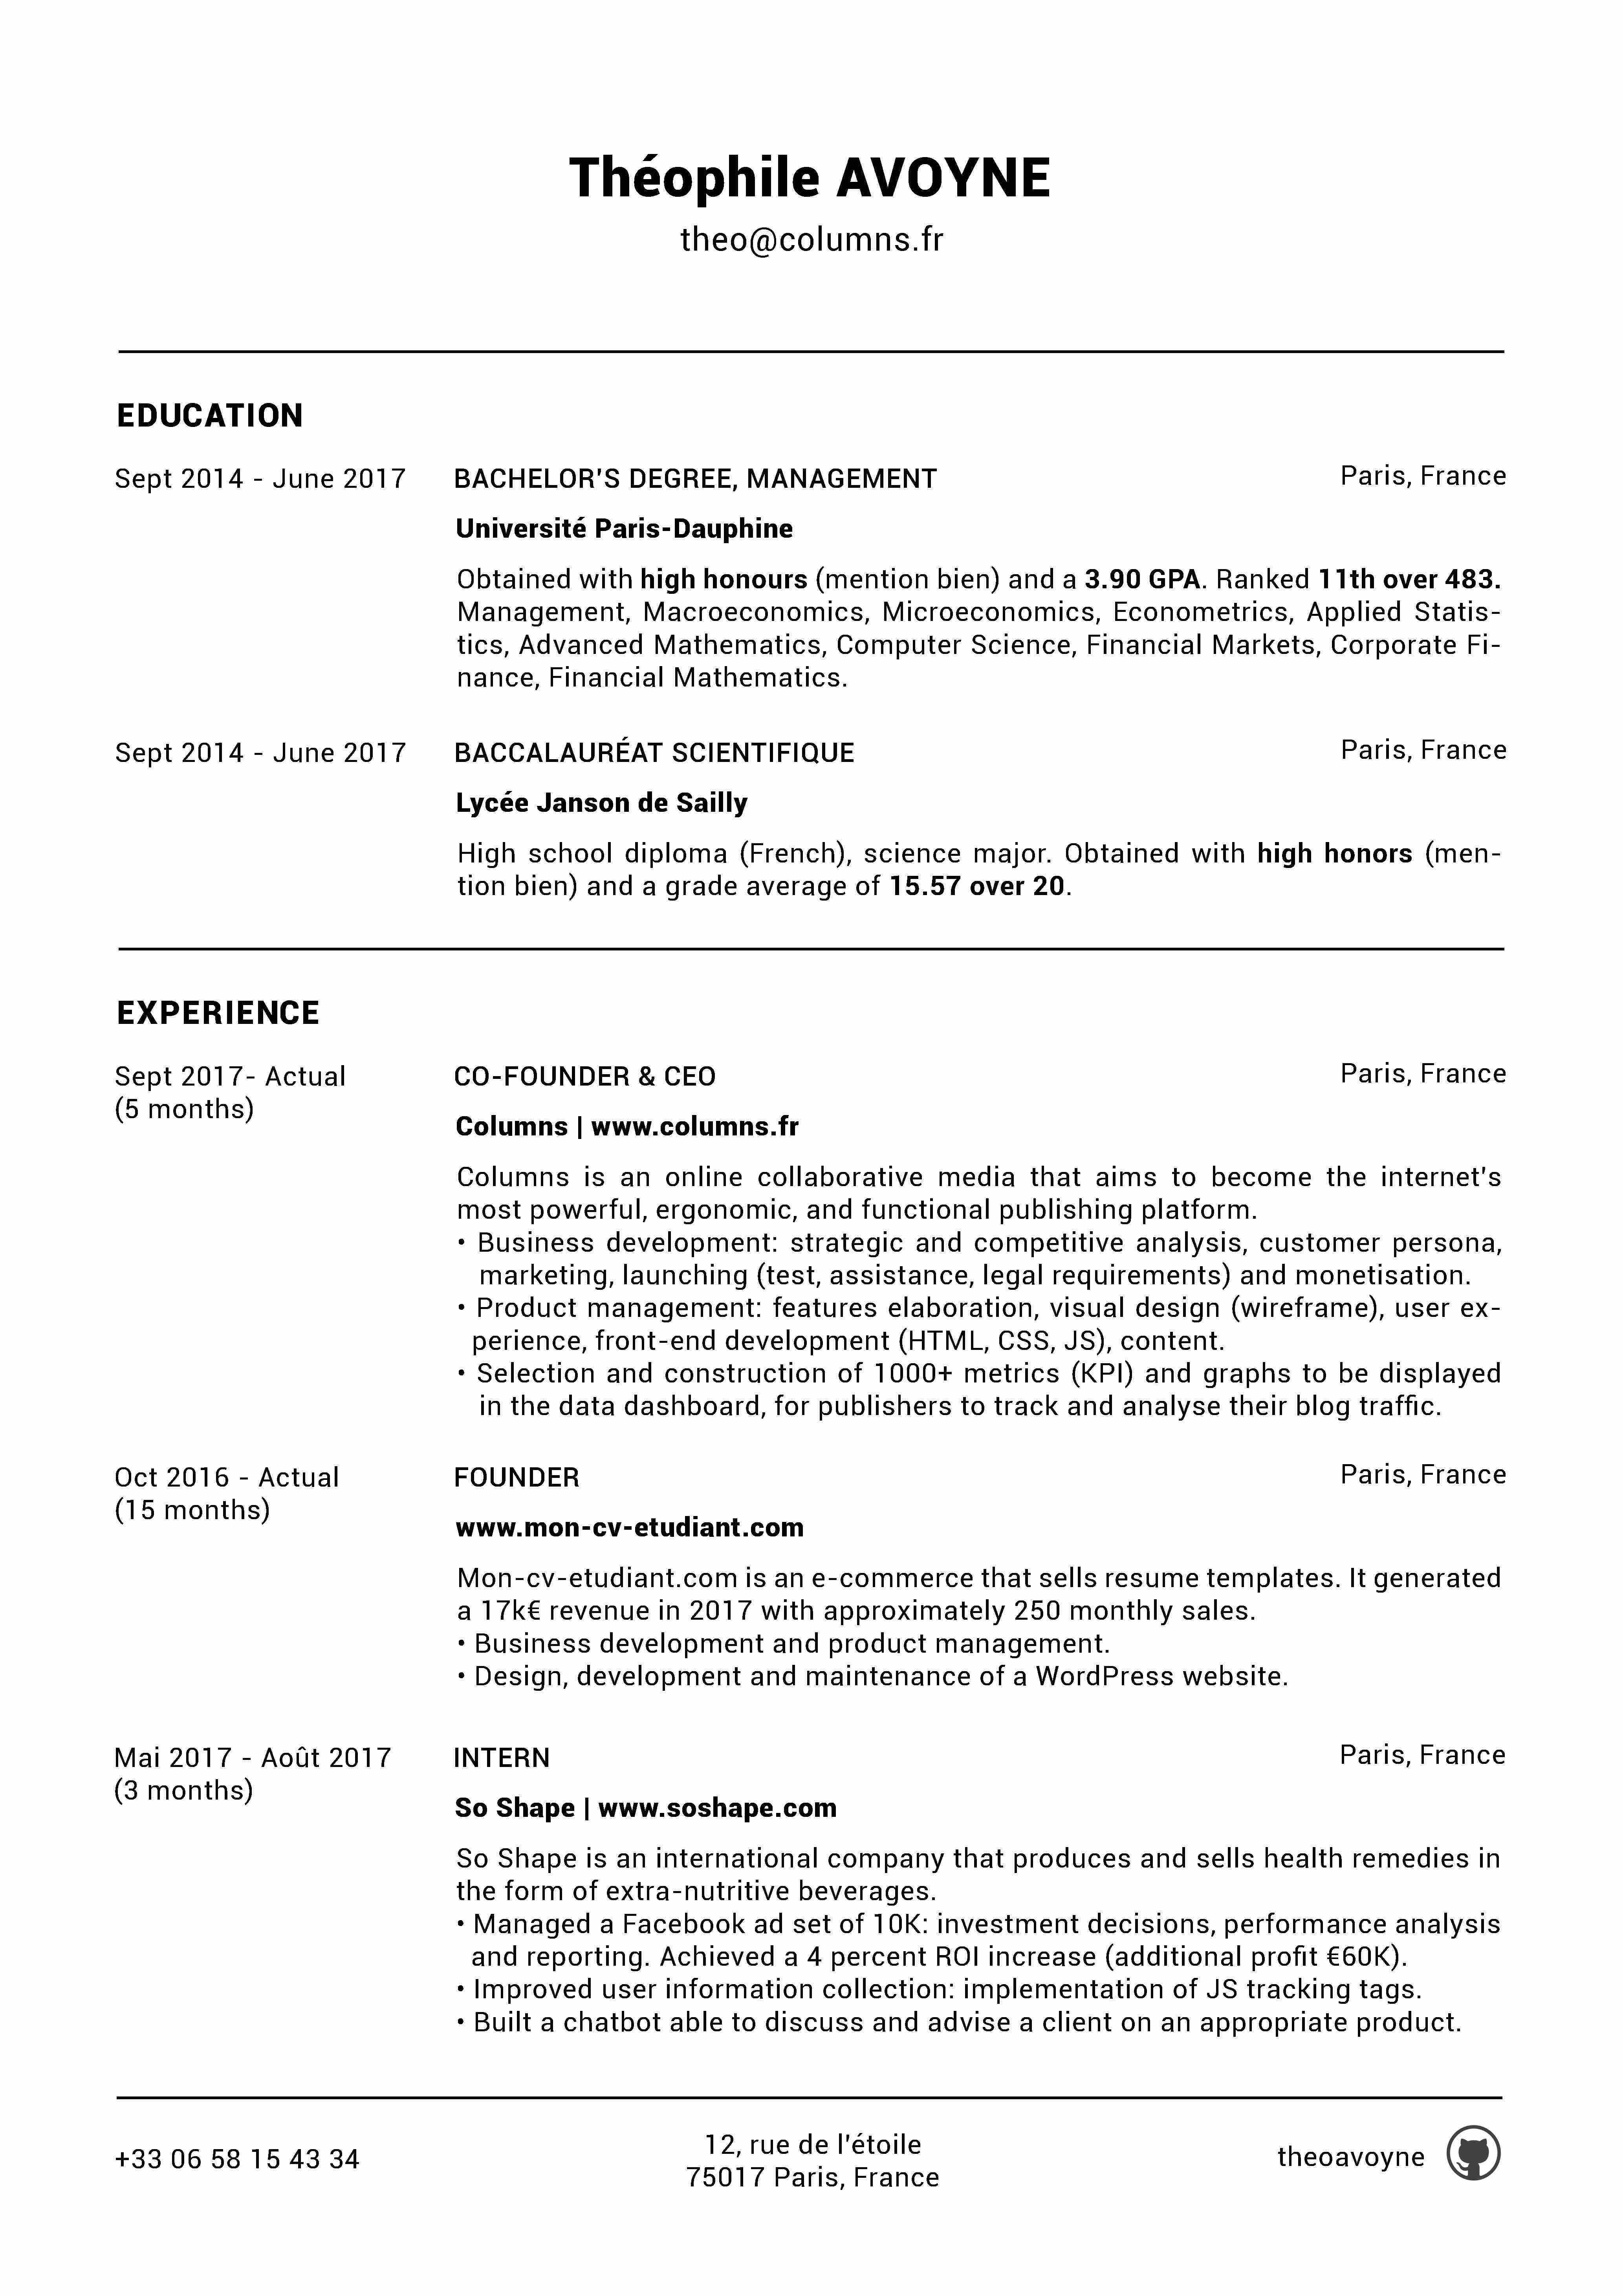 Théophile AVOYNE
theo@columns.fr
EDUCATION
Sept 2014 - June 2017 BACHELOR'S DEGREE, MANAGEMENT Paris, France
Université Paris-Dauphine
Obtained with high honours (mention bien) and a 3.90 GPA. Ranked 11th over 483.
Management, Macroeconomics, Microeconomics, Econometrics, Applied Statis-
tics, Advanced Mathematics, Computer Science, Financial Markets, Corporate Fi-
nance, Financial Mathematics.
Sept 2014 - June 2017 BACCALAURÉAT SCIENTIFIQUE Paris, France
Lycée Janson de Sailly
High school diploma (French), science major. Obtained with high honors (men-
tion bien) and a grade average of 15.57 over 20.
EXPERIENCE
Sept 2017- Actual CO-FOUNDER & CEO Paris, France
(5 months)
Columns | www.columns.fr
Columns is an online collaborative media that aims to become the internet's
most powerful, ergonomic, and functional publishing platform.
• Business development: strategic and competitive analysis, customer persona,
marketing, launching (test, assistance, legal requirements) and monetisation.
• Product management: features elaboration, visual design (wireframe), user ex-
perience, front-end development (HTML, CSS, JS), content.
• Selection and construction of 1000+ metrics (KPI) and graphs to be displayed
in the data dashboard, for publishers to track and analyse their blog traffic.
Oct 2016 - Actual FOUNDER Paris, France
(15 months)
www.mon-cv-etudiant.com
Mon-cv-etudiant.com is an e-commerce that sells resume templates. It generated
a 17k€ revenue in 2017 with approximately 250 monthly sales.
• Business development and product management.
• Design, development and maintenance of a WordPress website.
Mai 2017 - Août 2017 INTERN Paris, France
(3 months)
So Shape | www.soshape.com
So Shape is an international company that produces and sells health remedies in
the form of extra-nutritive beverages.
• Managed a Facebook ad set of 10K: investment decisions, performance analysis
and reporting. Achieved a 4 percent ROI increase (additional profit €60K).
• Improved user information collection: implementation of JS tracking tags.
• Built a chatbot able to discuss and advise a client on an appropriate product.
+33 06 58 15 43 34
12, rue de l'étoile
75017 Paris, France
theoavoyne